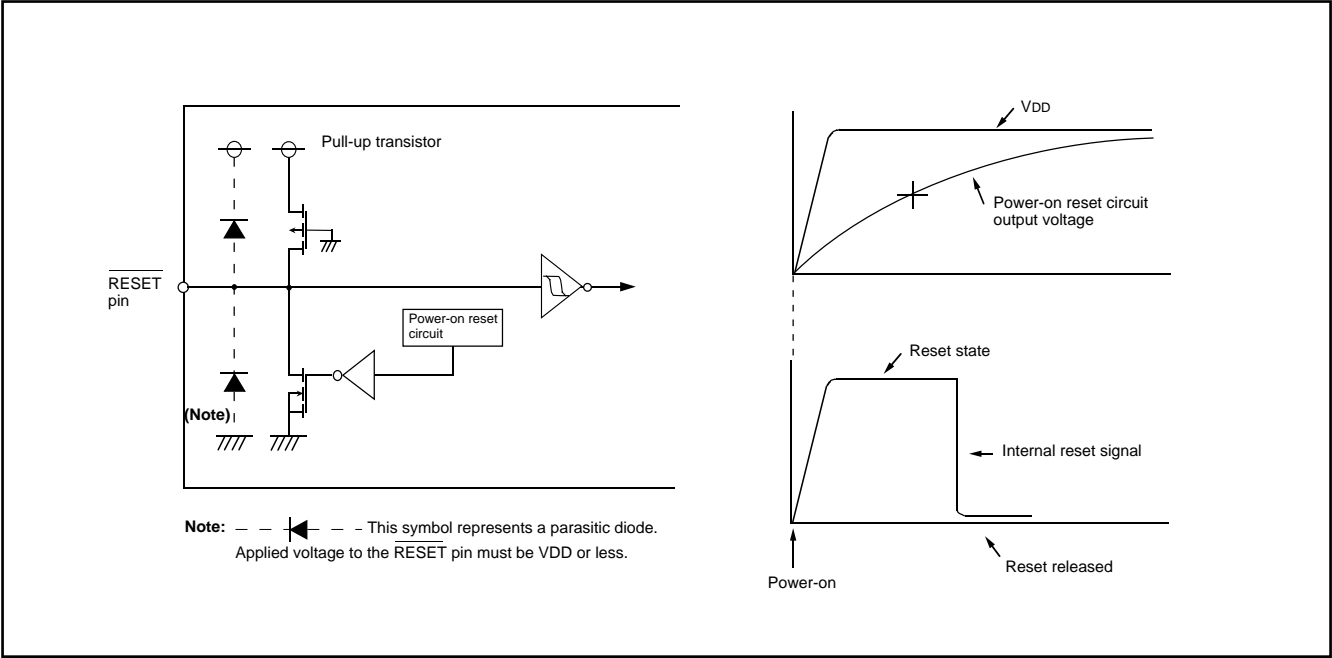 Pull-up transistor
RESET
pin
Power-on reset
circuit
(Note)
Note: This symbol represents a parasitic diode.
Applied voltage to the RESET pin must be VDD or less.
VDD
Power-on reset circuit
output voltage
Reset state
Internal reset signal
Reset released
Power-on